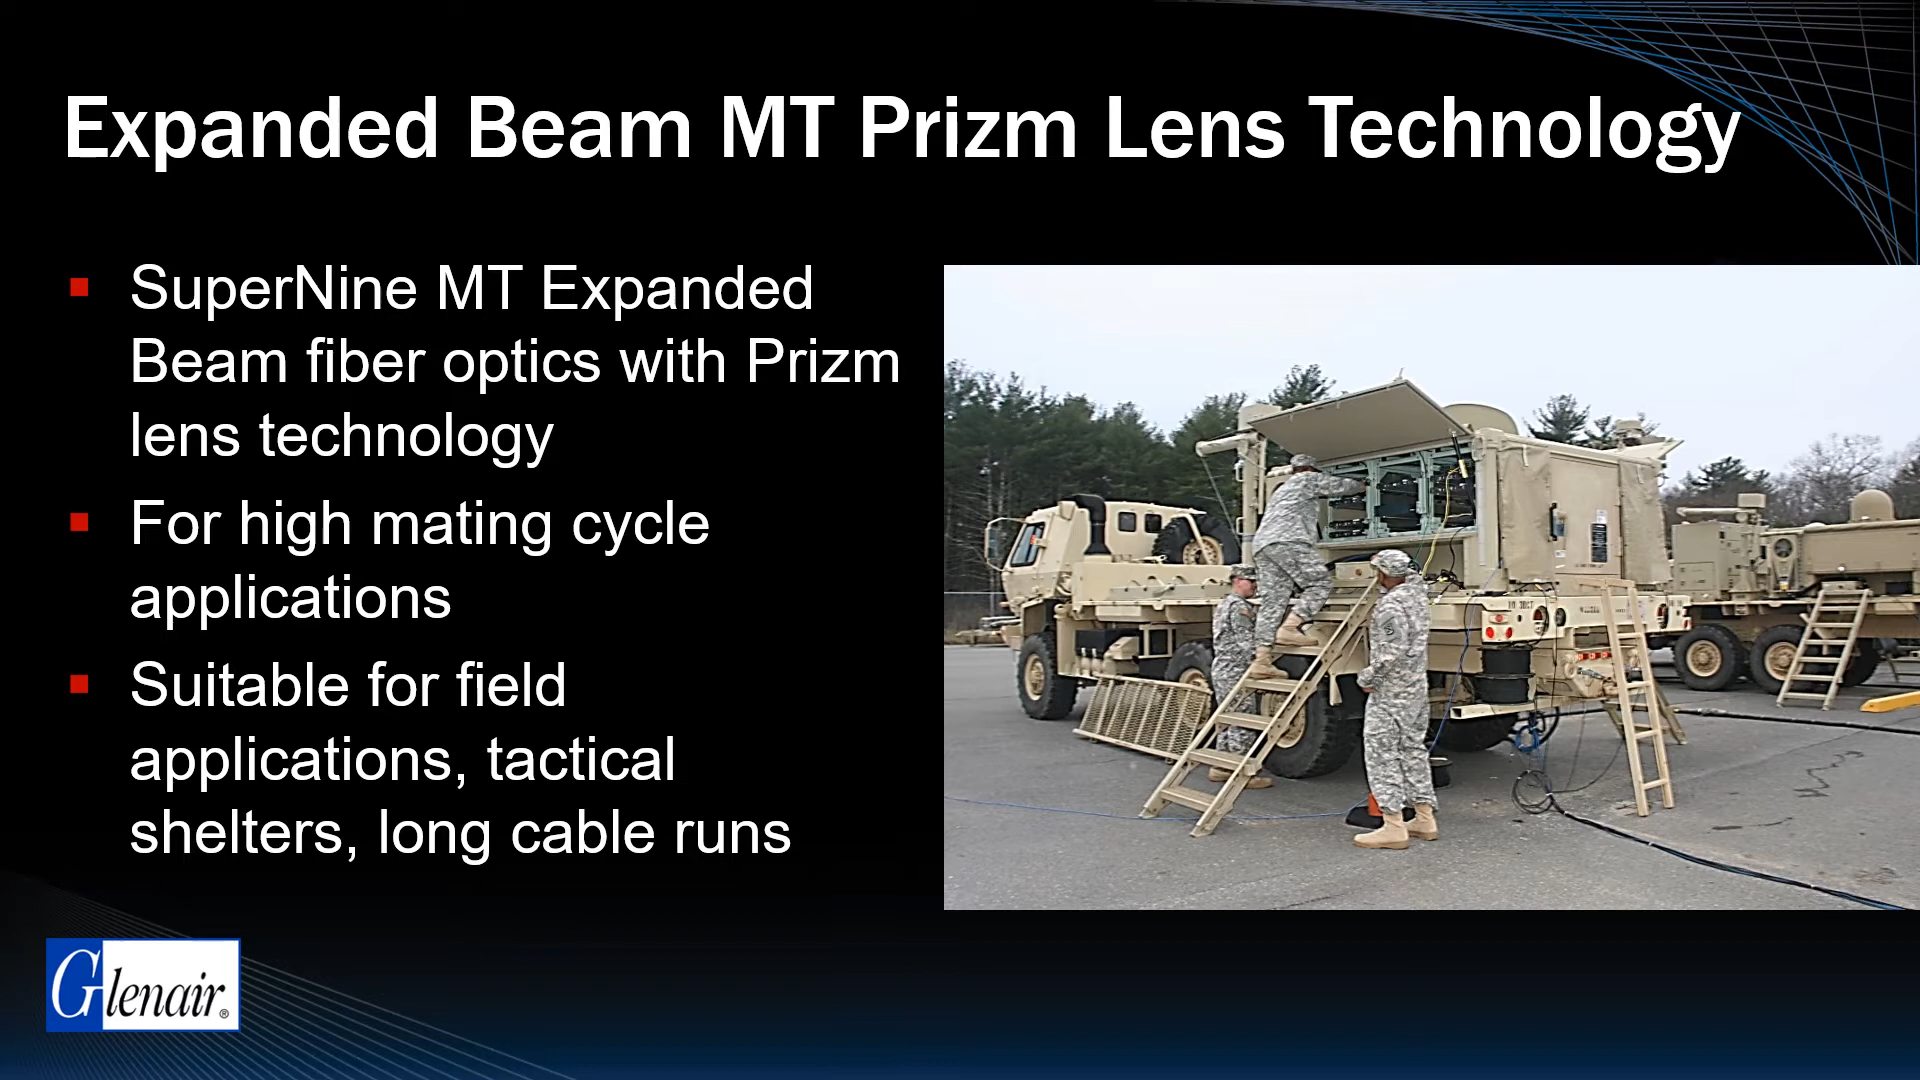 Expanded Beam MT Prizm Lens Technology
SuperNine MT Expanded
Beam fiber optics with Prizm
lens technology
For high mating cycle
applications
Suitable for field
applications, tactical
shelters, long cable runs
Glenair®